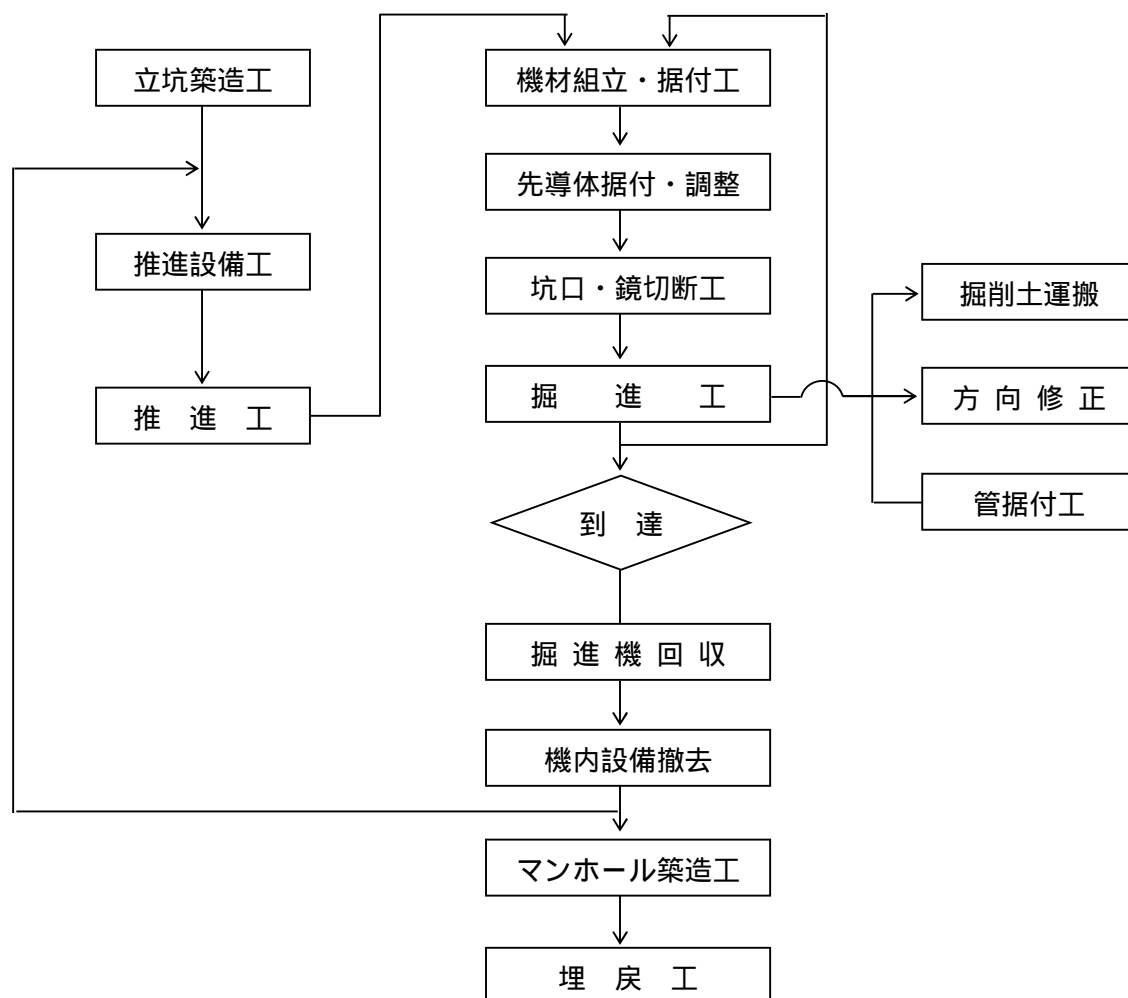 立坑築造工
推進設備工
推　進　工
機材組立・据付工
先導体据付・調整
坑口・鏡切断工
掘　　進　　工
掘削土運搬
方 向 修 正
管据付工
到　達
掘 進 機 回 収
機内設備撤去
マンホール築造工
埋　戻　工